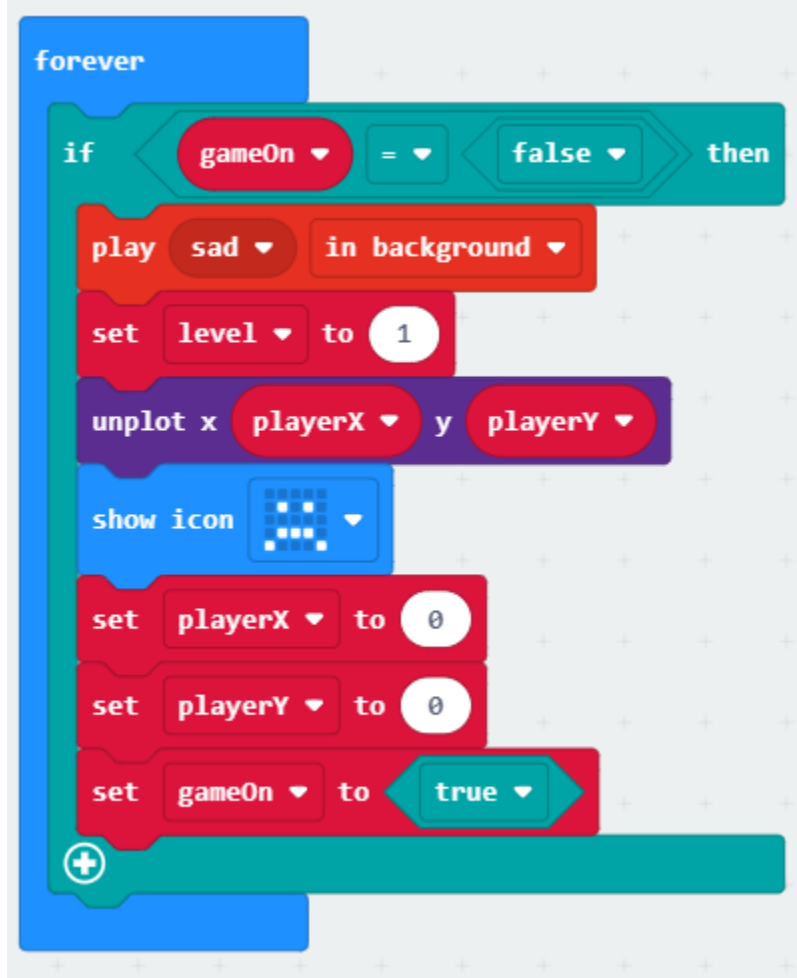 forever
if gameOn = false then
play sad in background
set level to 1
unplot x playerX y playerY
show icon
set playerX to 0
set playerY to 0
set gameOn to true